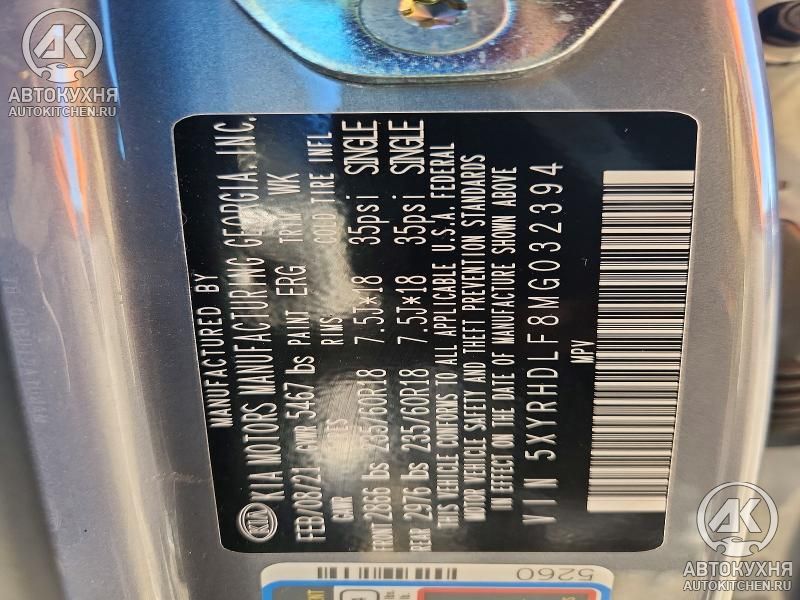 АВТОКУХНЯ
AUTOKITCHEN.RU
MANUFACTURED BY
KIA KIA MOTORS MANUFACTURING GEORGIA, INC.
FEB/08/21 GWR 5467 lbs PAINT ERG TRIM WK
GAWR TIRES RIMS COLD TIRE INFL
FRONT 2866 lbs 235/60R18 7.5J×18 35psi SINGLE
REAR 2976 lbs 235/60R18 7.5J×18 35psi SINGLE
THIS VEHICLE CONFORMS TO ALL APPLICABLE U.S.A. FEDERAL
MOTOR VEHICLE SAFETY AND THEFT PREVENTION STANDARDS
IN EFFECT ON THE DATE OF MANUFACTURE SHOWN ABOVE
VIN 5XYRHDLF8MG032394
MPV
5260
АВТОКУХНЯ
AUTOKITCHEN.RU